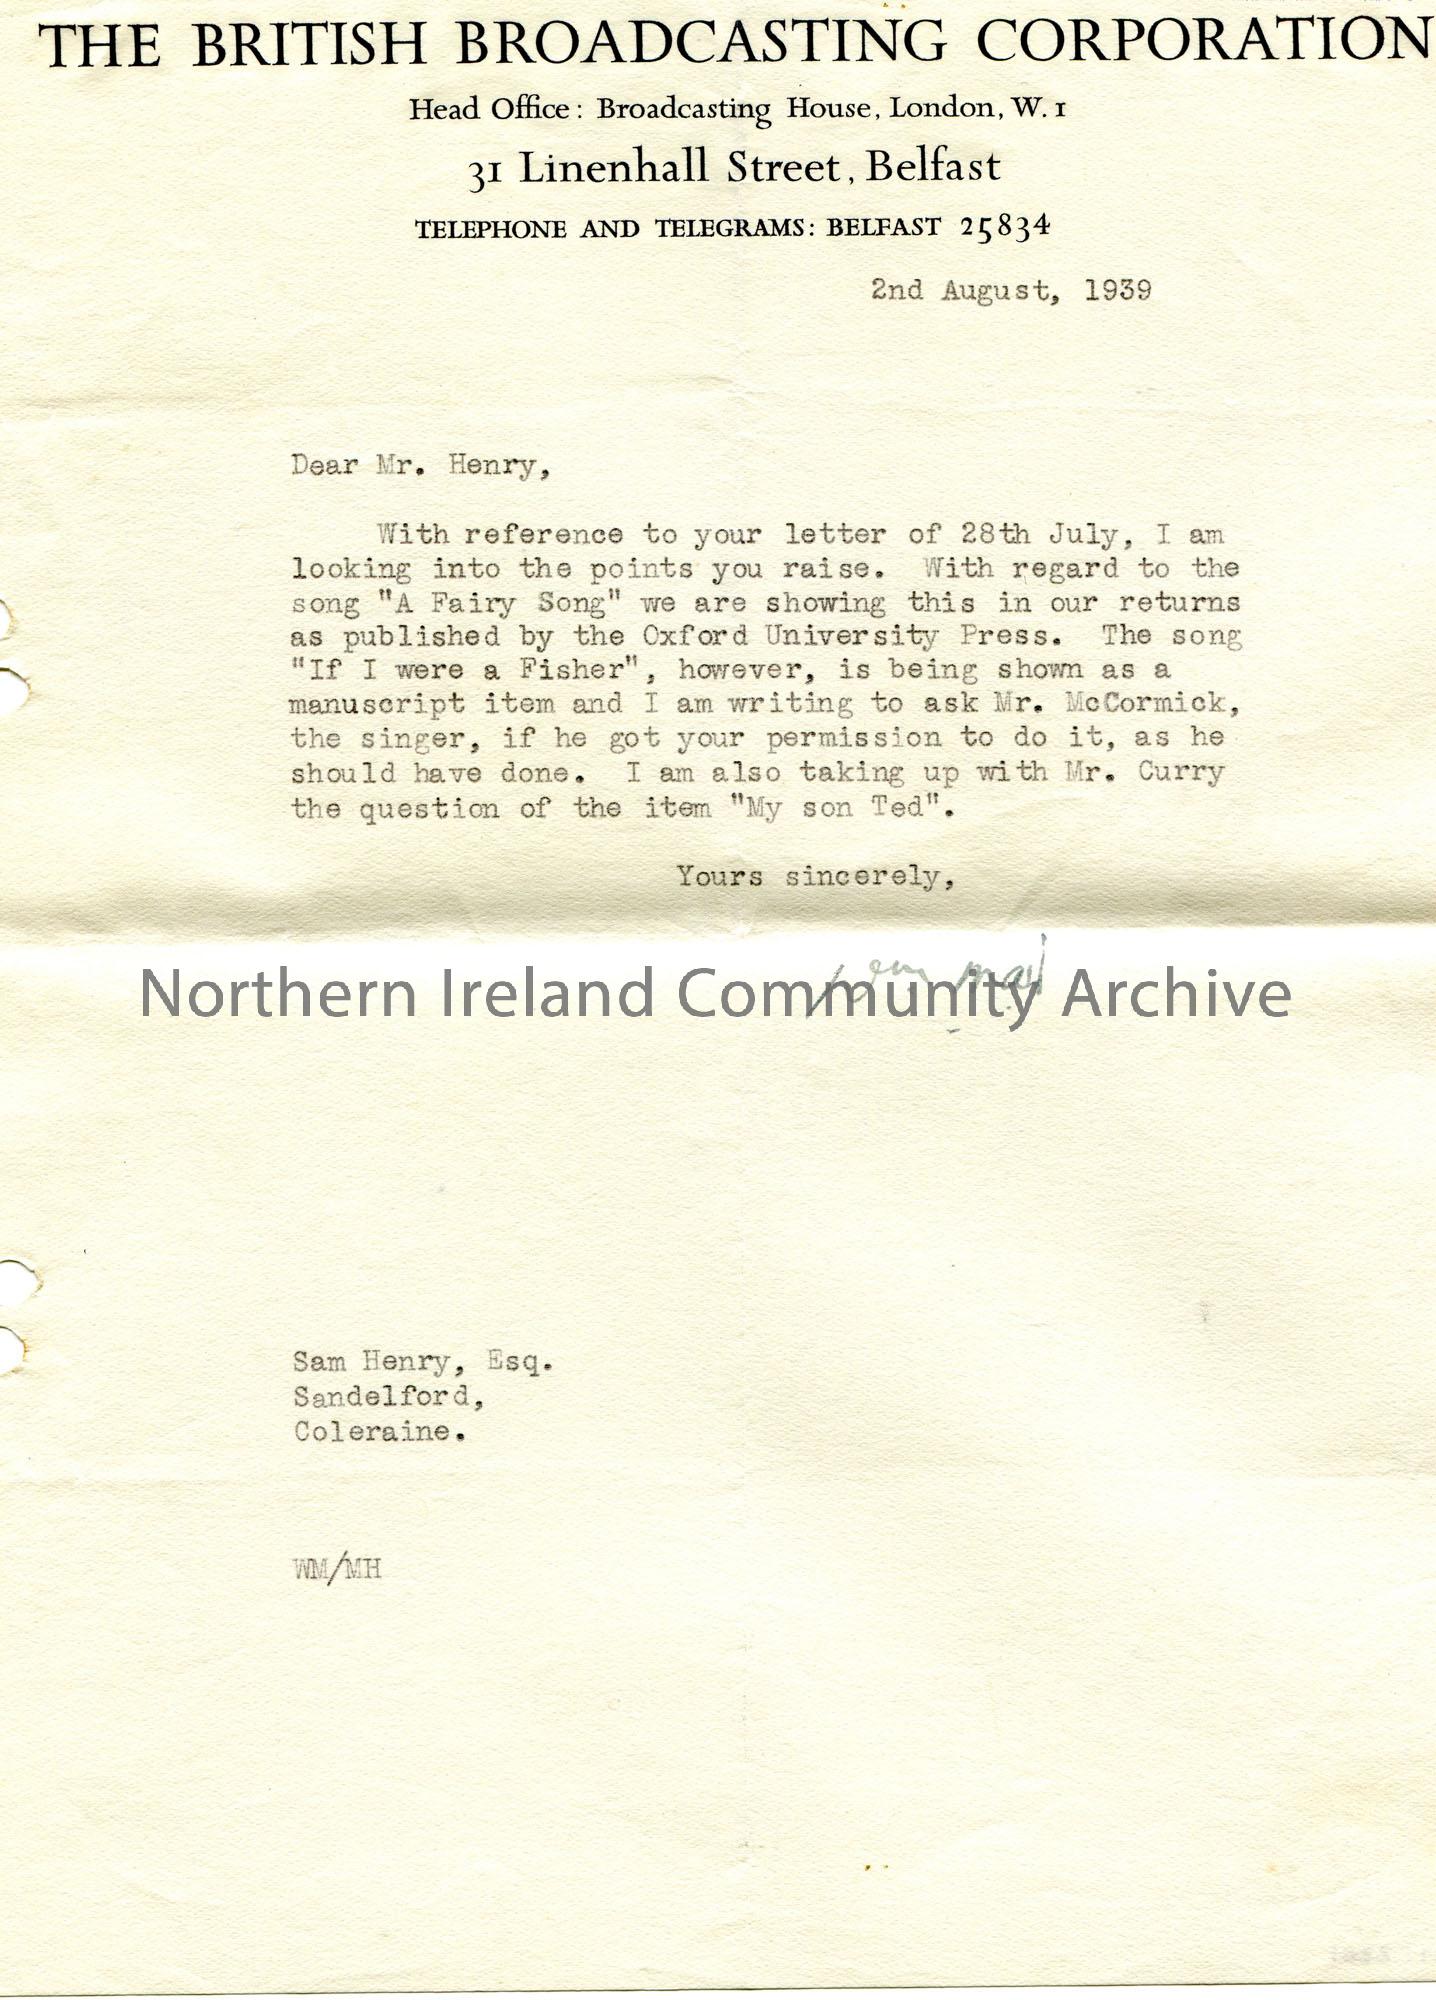 THE BRITISH BROADCASTING CORPORATION
Head Office: Broadcasting House, London, W. 1
31 Linenhall Street, Belfast
TELEPHONE AND TELEGRAMS: BELFAST 25834
2nd August, 1939
Dear Mr. Henry,
With reference to your letter of 28th July, I am
looking into the points you raise. With regard to the
song "A Fairy Song" we are showing this in our returns
as published by the Oxford University Press. The song
"If I were a Fisher", however, is being shown as a
manuscript item and I am writing to ask Mr. McCormick,
the singer, if he got your permission to do it, as he
should have done. I am also taking up with Mr. Curry
the question of the item "My son Ted".
Yours sincerely,
Northern Ireland Community Archive
Sam Henry, Esq.
Sandelford,
Coleraine.
WM/MH